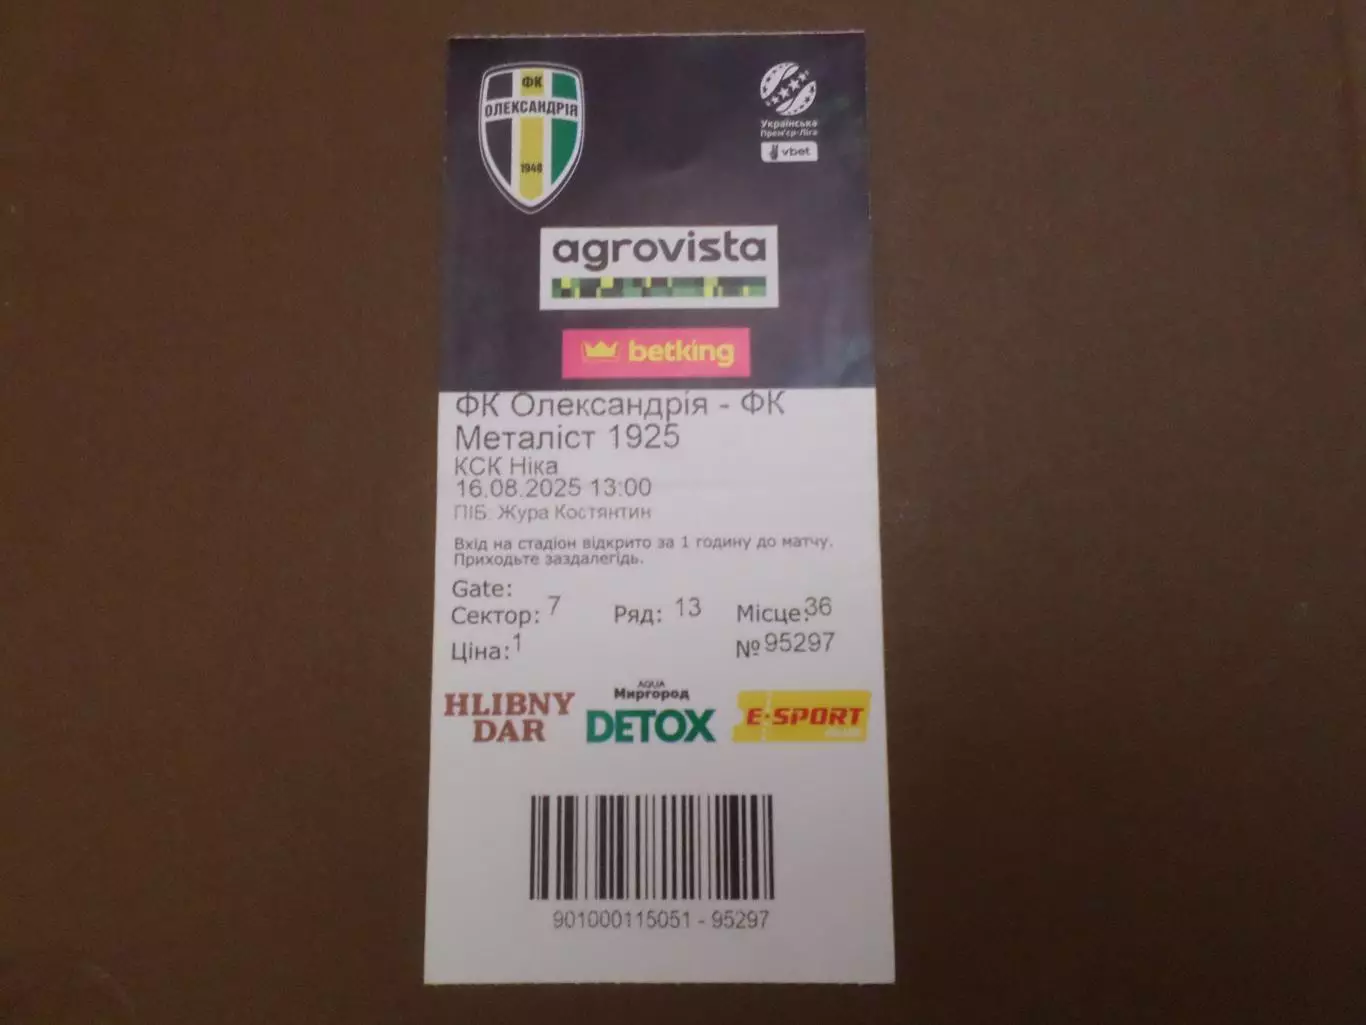 ФК
ОЛЕКСАНДРІЯ
1948
Українська
Прем'єр-Ліга
vbet
agrovista
betking
ФК Олександрія - ФК
Металіст 1925
КСК Ніка
16.08.2025 13:00
ПІБ: Жура Костянтин
Вхід на стадіон відкрито за 1 годину до матчу.
Приходьте заздалегідь.
Gate:
Сектор: 7 Ряд: 13 Місце:36
Ціна:1 №95297
HLIBNY
DAR
AQUA
Миргород
DETOX
E-SPORT
901000115051 - 95297